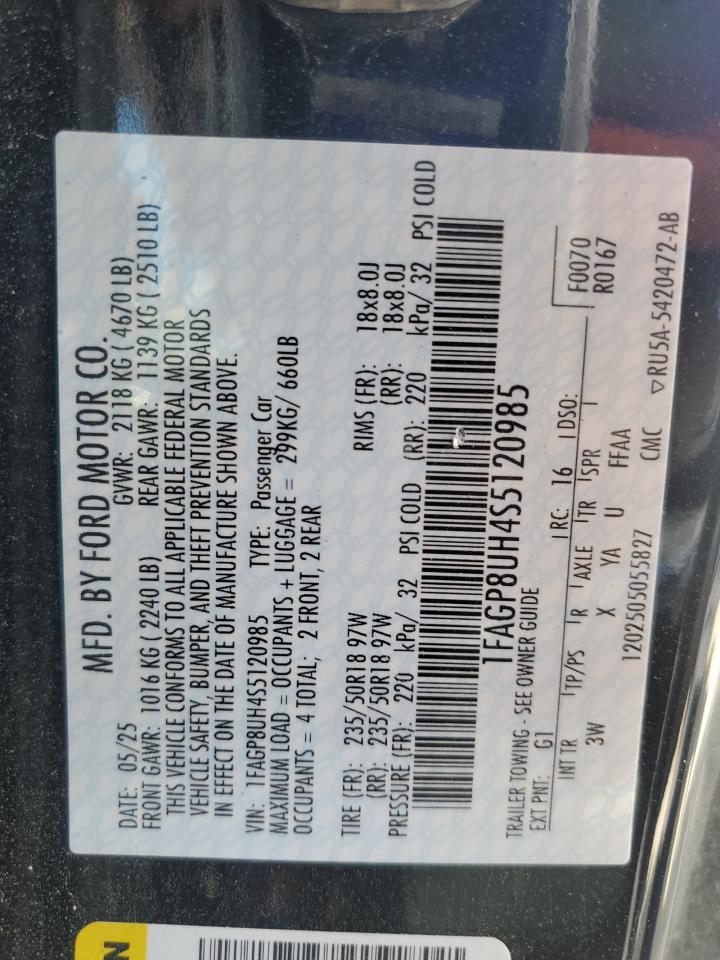 MFD. BY FORD MOTOR CO.
DATE: 05/25 GVWR: 2118 KG ( 4670 LB)
FRONT GAWR: 1016 KG ( 2240 LB) REAR GAWR: 1139 KG ( 2510 LB)
THIS VEHICLE CONFORMS TO ALL APPLICABLE FEDERAL MOTOR
VEHICLE SAFETY, BUMPER, AND THEFT PREVENTION STANDARDS
IN EFFECT ON THE DATE OF MANUFACTURE SHOWN ABOVE.
VIN: 1FAGP8UH4S5120985 TYPE: Passenger Car
MAXIMUM LOAD = OCCUPANTS + LUGGAGE = 299KG/ 660LB
OCCUPANTS = 4 TOTAL; 2 FRONT, 2 REAR
TIRE (FR): 235/50R18 97W RIMS (FR): 18x8.0J
(RR): 235/50R18 97W (RR): 18x8.0J
PRESSURE (FR): 220 kPa/ 32 PSI COLD (RR): 220 kPa/ 32 PSI COLD
1FAGP8UH4S5120985
TRAILER TOWING - SEE OWNER GUIDE
EXT PNT: G1 RC: 16 DSO: F0070
R0167
INT TR TP/PS R AXLE TR SPR
3W X YA U FFAA
1202505055827 CMC ▽RU5A-5420472-AB
N